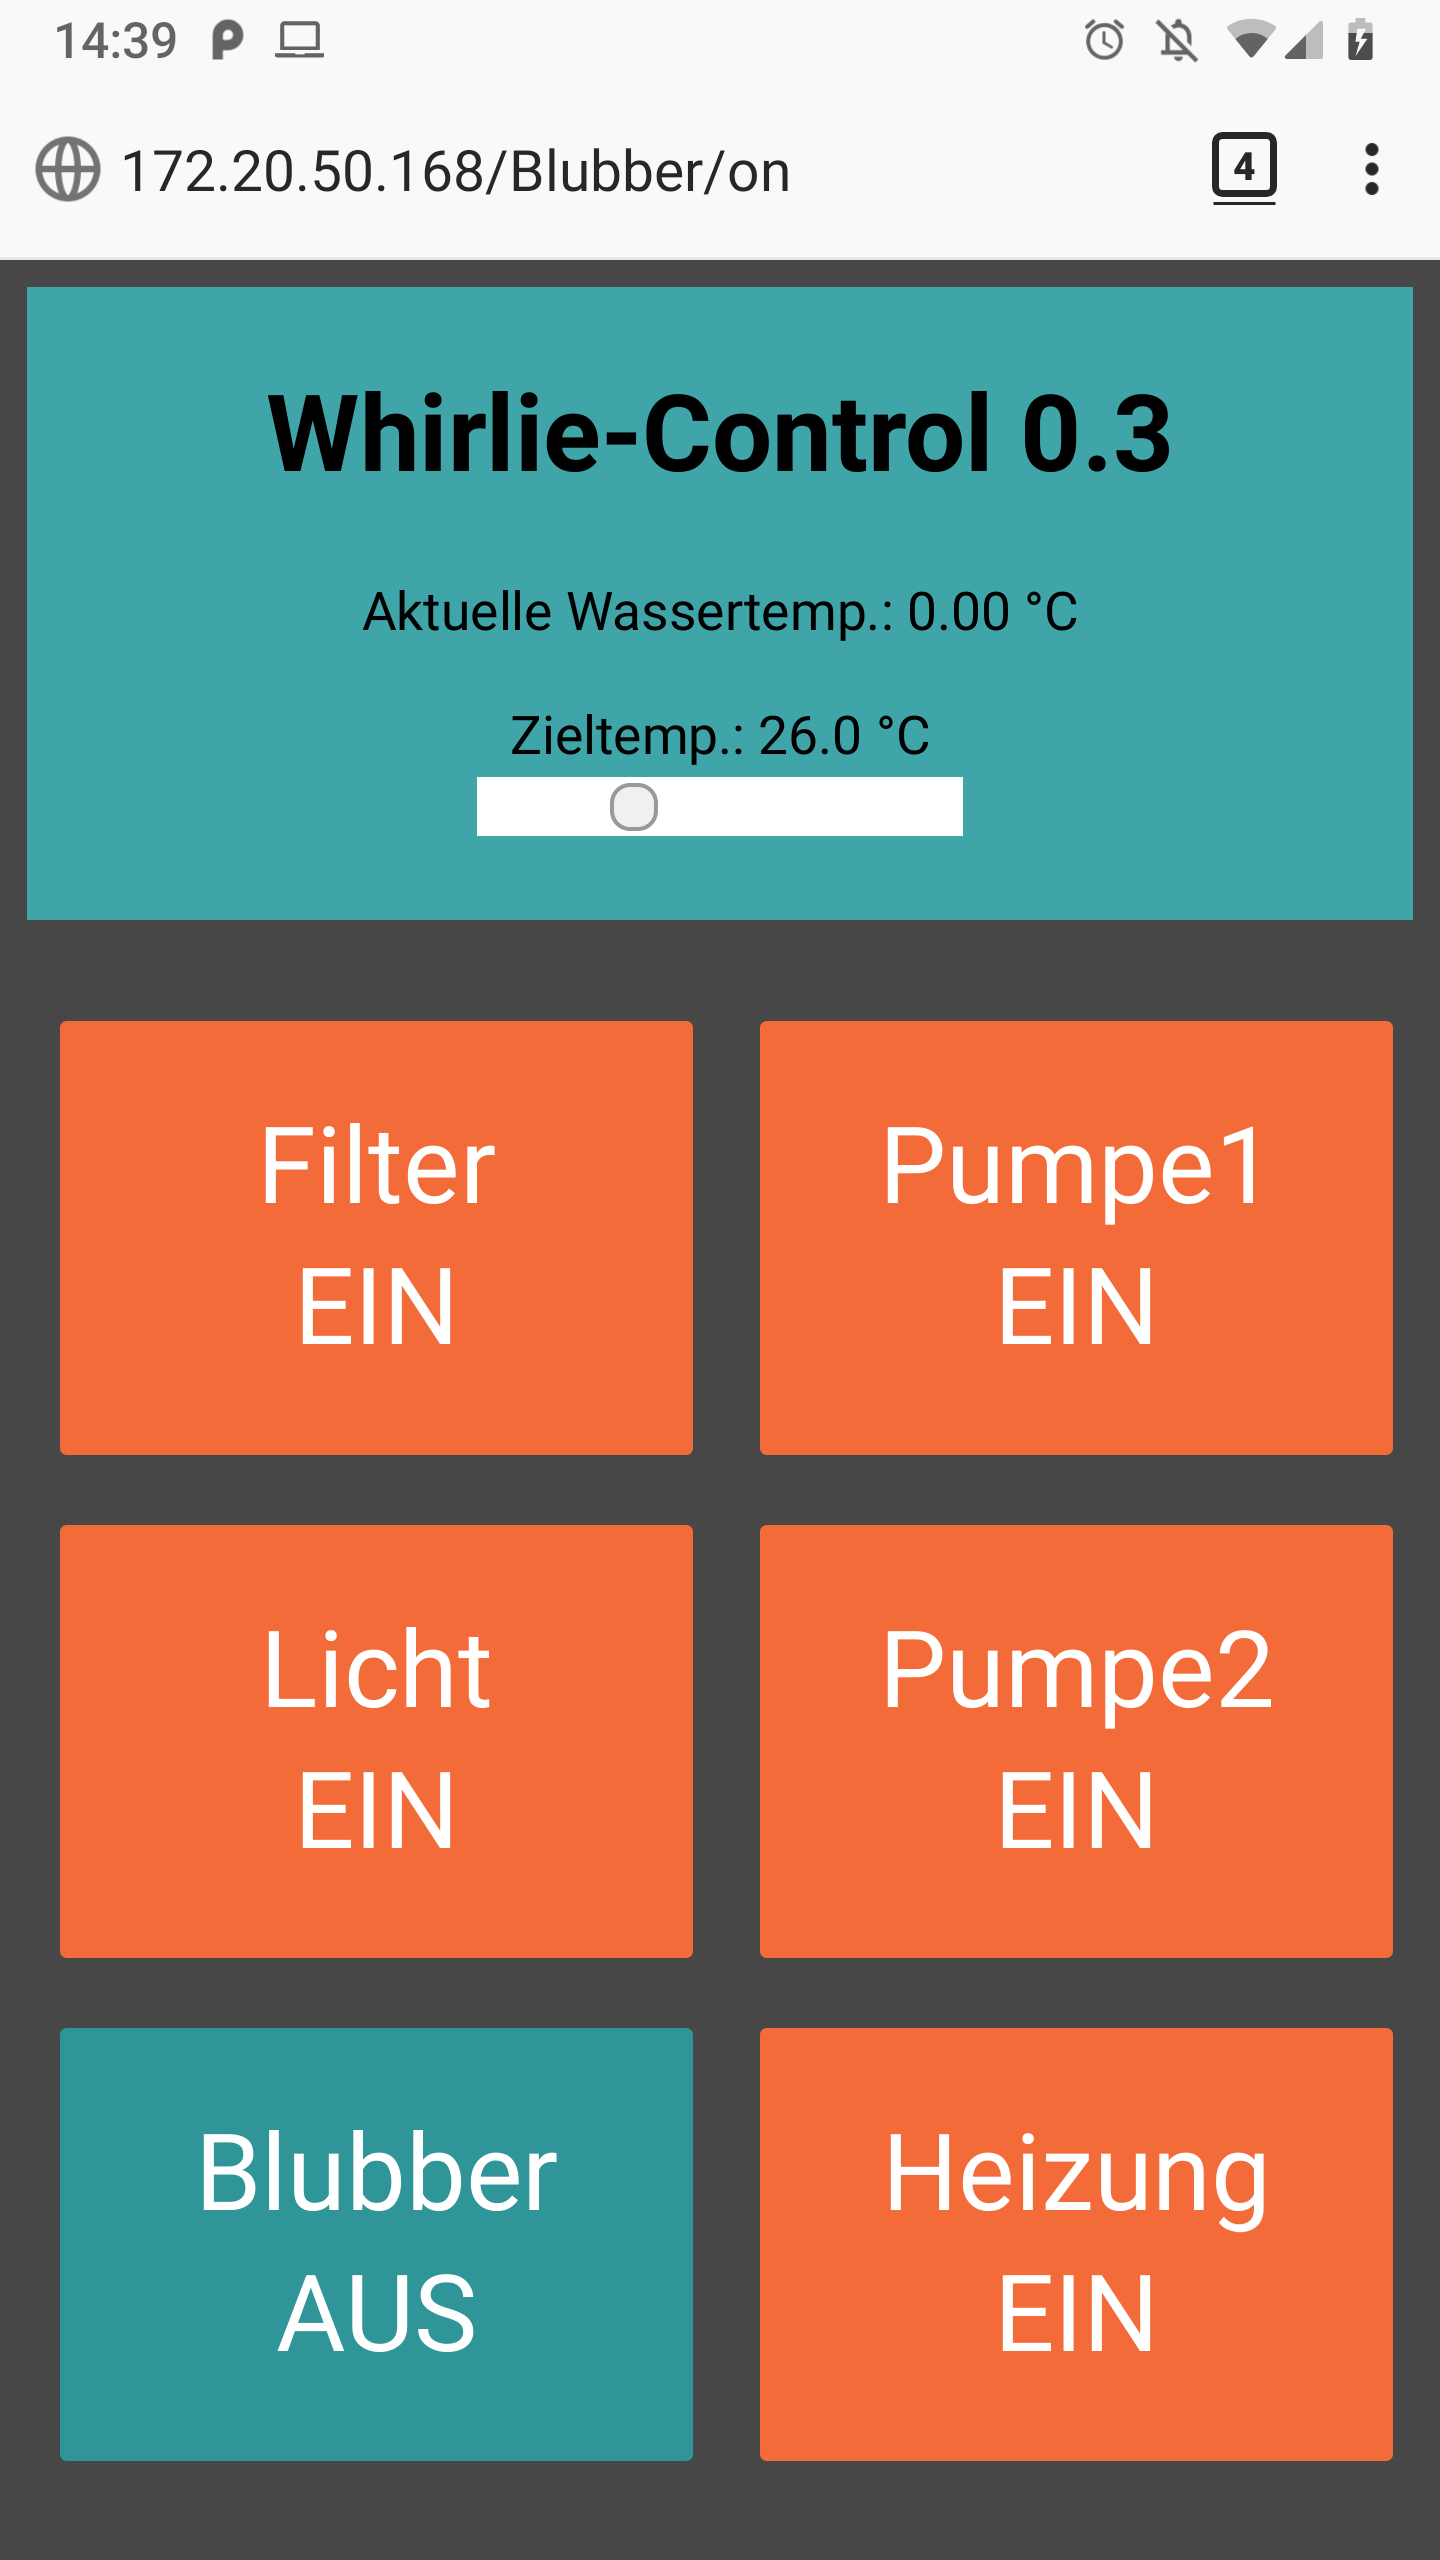 14:39
172.20.50.168/Blubber/on
4
Whirlie-Control 0.3
Aktuelle Wassertemp.: 0.00 °C
Zieltemp.: 26.0 °C
Filter
EIN
Pumpe1
EIN
Licht
EIN
Pumpe2
EIN
Blubber
AUS
Heizung
EIN